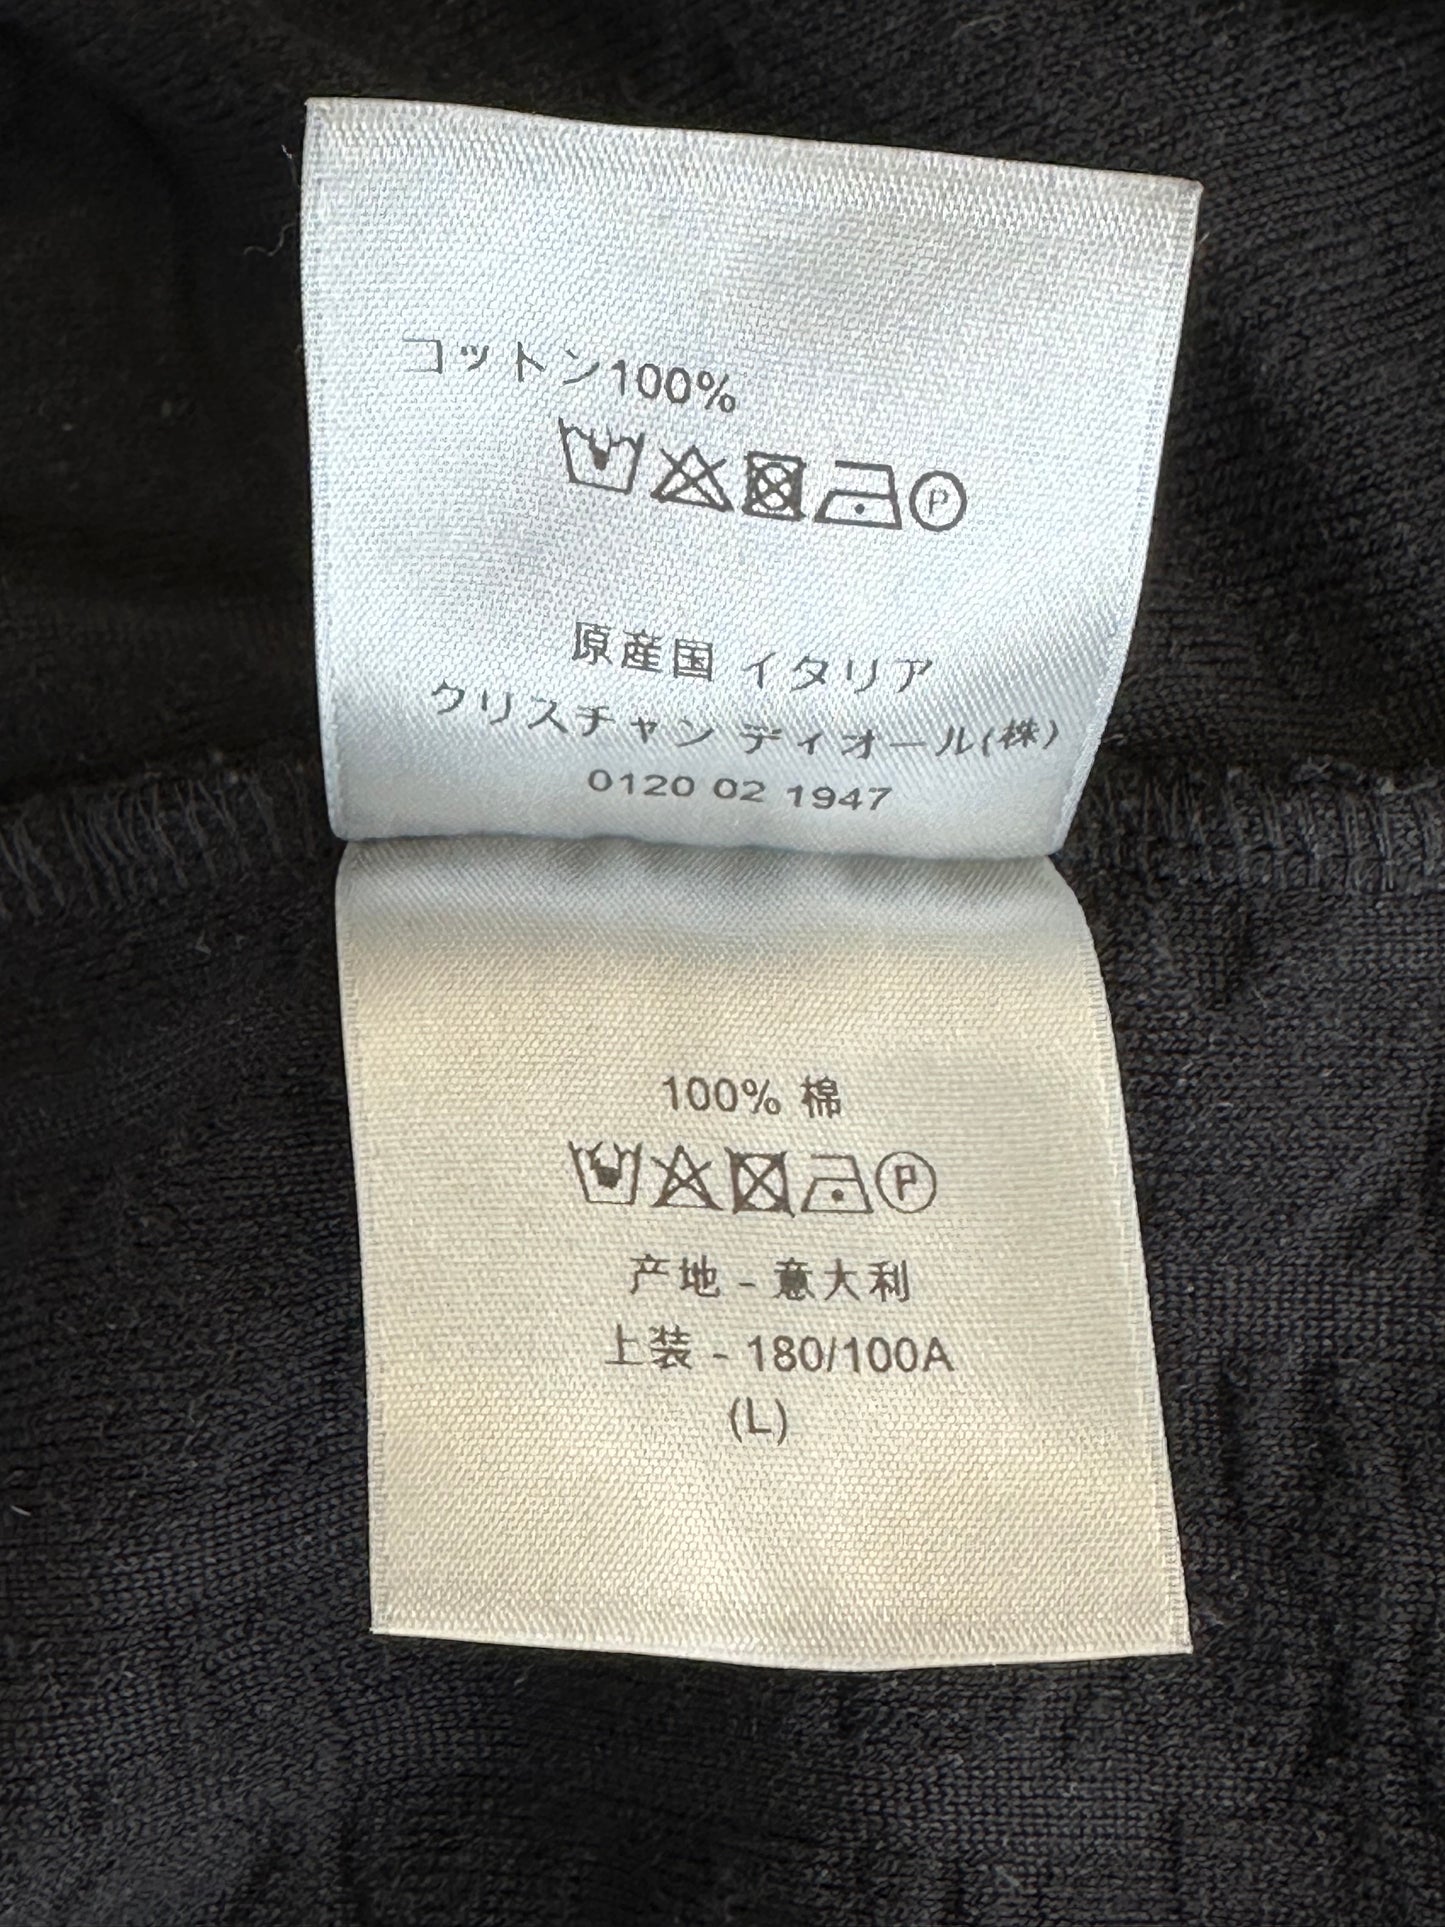 コットン100%
P
原産国 イタリア
クリスチャン ディオール(株)
0120 02 1947
100% 棉
P
产地 - 意大利
上装 - 180/100A
(L)